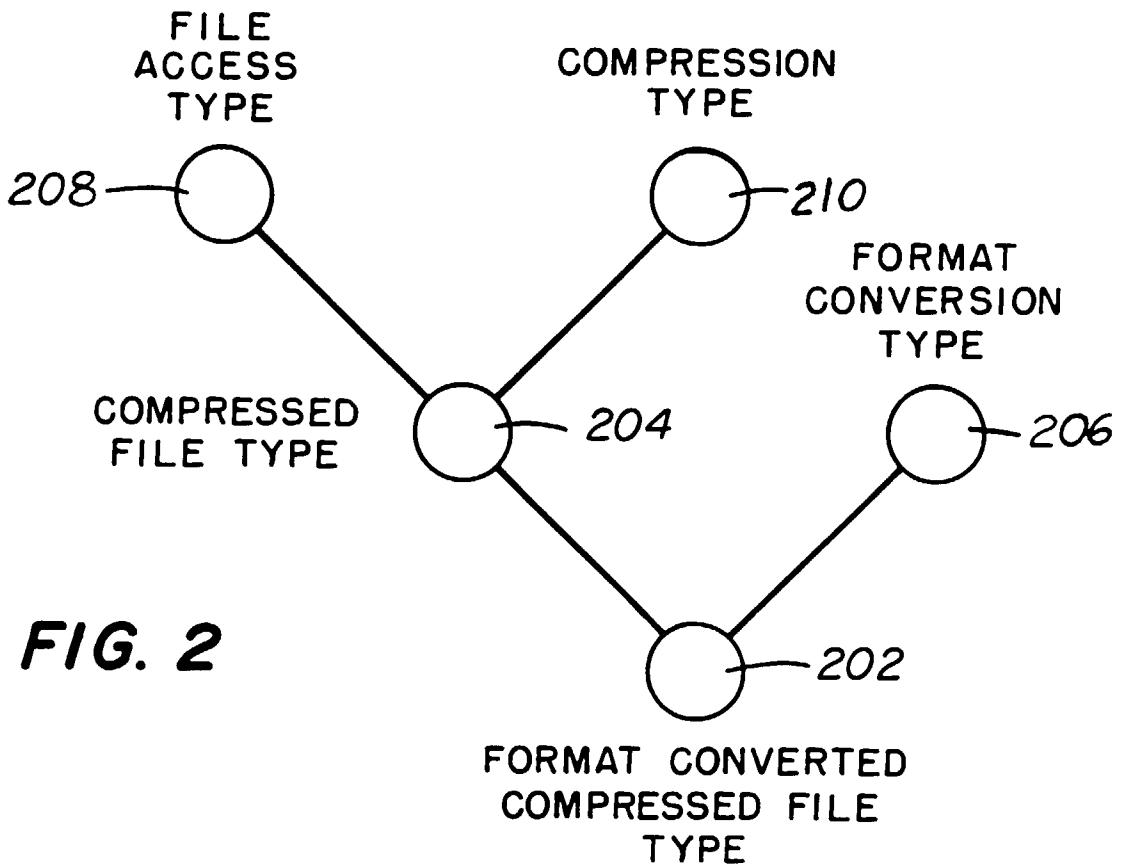 FILE
ACCESS
TYPE
COMPRESSION
TYPE
208
210
FORMAT
CONVERSION
TYPE
COMPRESSED
FILE TYPE
204
206
FIG. 2
202
FORMAT CONVERTED
COMPRESSED FILE
TYPE